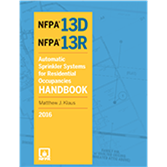 NFPA® 13D
NFPA® 13R
Automatic
Sprinkler Systems
for Residential
Occupancies
HANDBOOK
Matthew J. Klaus
2016